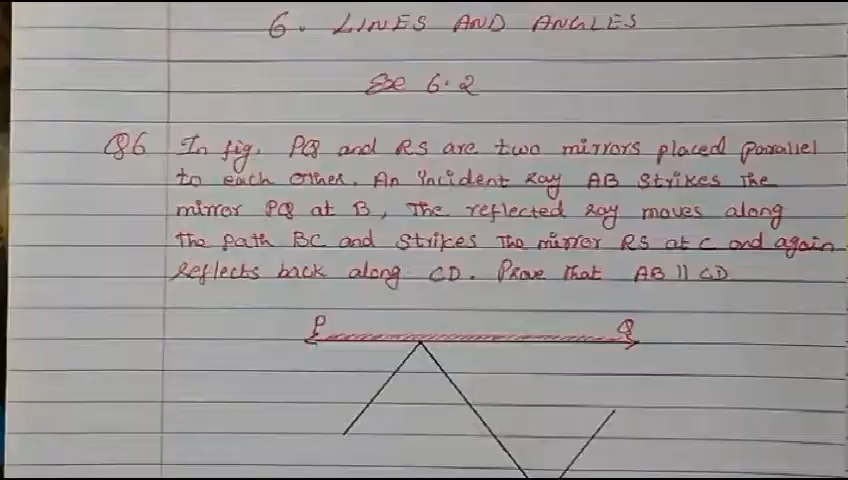 6. LINES AND ANGLES
Exe 6.2
Q6 In fig. PQ and RS are two mirrors placed parallel
to each other. An incident ray AB strikes the
mirror PQ at B, The reflected ray moves along
the path BC and strikes the mirror RS at C and again
reflects back along CD. Prove that AB || CD
P Q